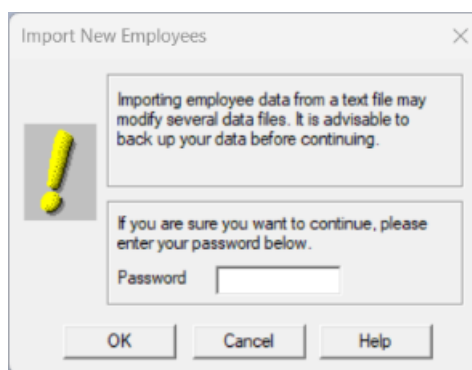 Import New Employees
Importing employee data from a text file may
modify several data files. It is advisable to
back up your data before continuing.
If you are sure you want to continue, please
enter your password below.
Password
OK Cancel Help